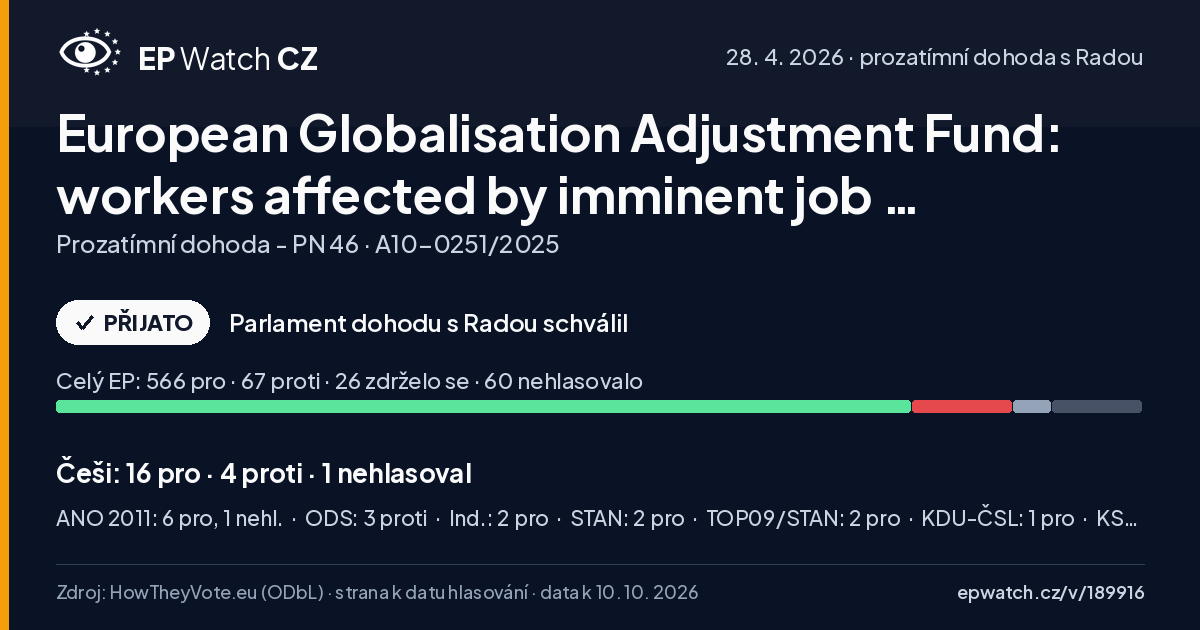 EP Watch CZ
28. 4. 2026 · prozatímní dohoda s Radou
European Globalisation Adjustment Fund:
workers affected by imminent job …
Prozatímní dohoda – PN 46 · A10–0251/2025
✓ PŘIJATO
Parlament dohodu s Radou schválil
Celý EP: 566 pro · 67 proti · 26 zdrželo se · 60 nehlasovalo
Češi: 16 pro · 4 proti · 1 nehlasoval
ANO 2011: 6 pro, 1 nehl. · ODS: 3 proti · Ind.: 2 pro · STAN: 2 pro · TOP09/STAN: 2 pro · KDU-ČSL: 1 pro · KS…
Zdroj: HowTheyVote.eu (ODbL) · strana k datu hlasování · data k 10. 10. 2026
epwatch.cz/v/189916